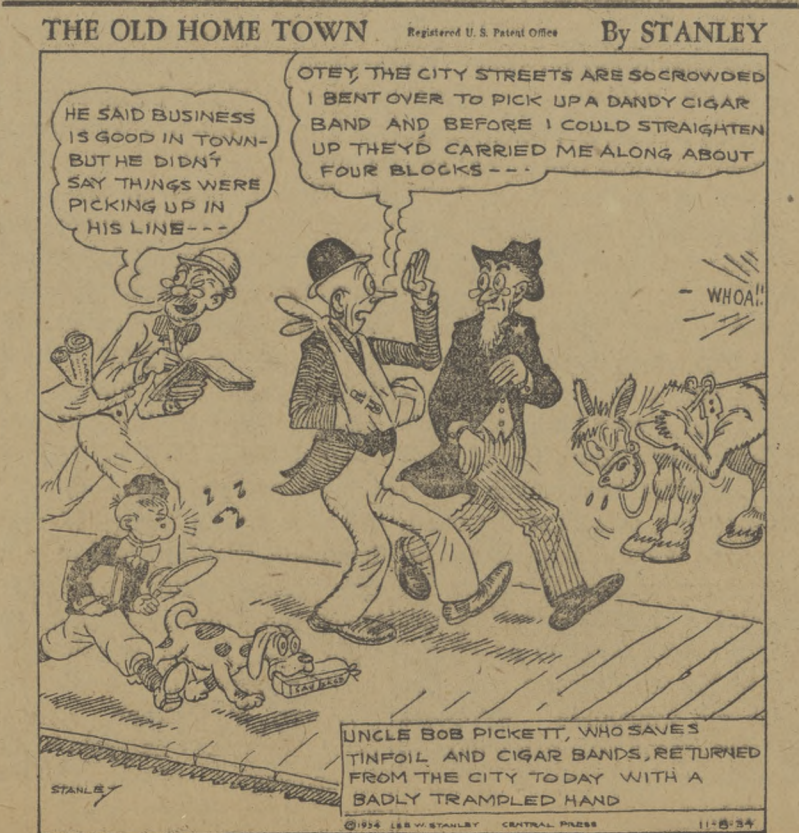 THE OLD HOME TOWN Registered U. S. Patent Office By STANLEY
HE SAID BUSINESS
IS GOOD IN TOWN-
BUT HE DIDN'T
SAY THINGS WERE
PICKING UP IN
HIS LINE---
OTEY, THE CITY STREETS ARE SO CROWDED
I BENT OVER TO PICK UP A DANDY CIGAR
BAND AND BEFORE I COULD STRAIGHTEN
UP THEY'D CARRIED ME ALONG ABOUT
FOUR BLOCKS---
WHOA!!
UNCLE BOB PICKETT, WHO SAVES
TINFOIL AND CIGAR BANDS, RETURNED
FROM THE CITY TODAY WITH A
BADLY TRAMPLED HAND
STANLEY
©1934 LEE W. STANLEY CENTRAL PRESS 11-8-34